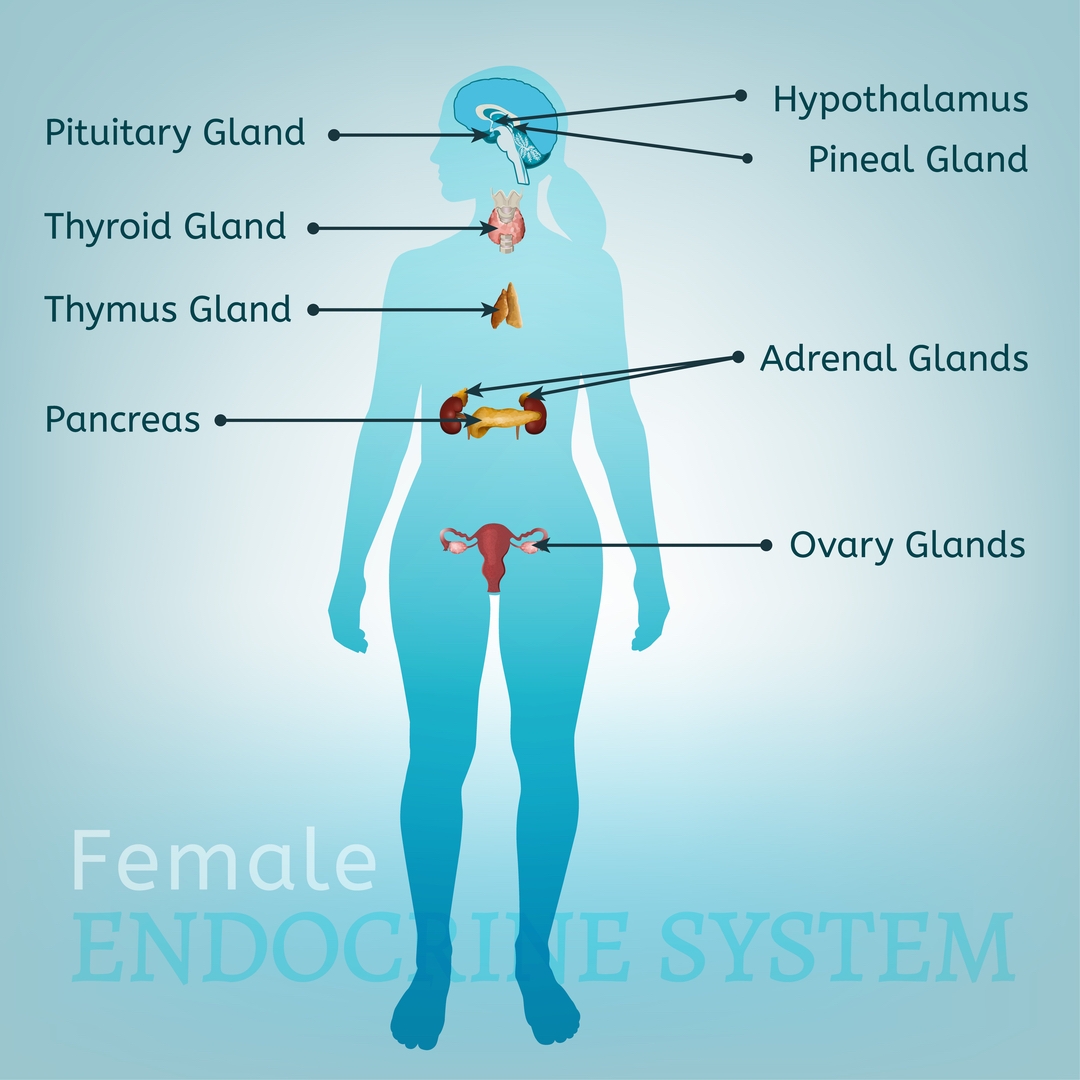 Hypothalamus
Pituitary Gland
Pineal Gland
Thyroid Gland
Thymus Gland
Adrenal Glands
Pancreas
Ovary Glands
Female
ENDOCRINE SYSTEM